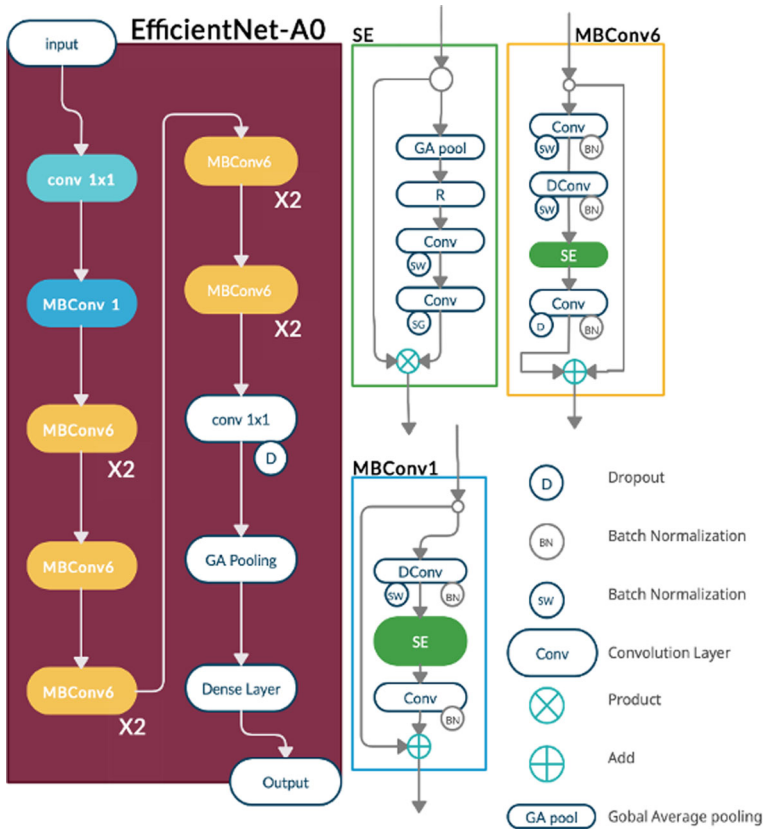 EfficientNet-A0
input
conv 1x1
MBConv 1
MBConv6
X2
MBConv6
MBConv6
X2
MBConv6
X2
MBConv6
X2
conv 1x1
D
GA Pooling
Dense Layer
Output
SE
GA pool
R
Conv
SW
Conv
SG
MBConv6
Conv
SW
BN
DConv
SW
BN
SE
Conv
D
BN
MBConv1
DConv
SW
BN
SE
Conv
BN
D Dropout
BN Batch Normalization
SW Batch Normalization
Conv Convolution Layer
Product
Add
GA pool Gobal Average pooling